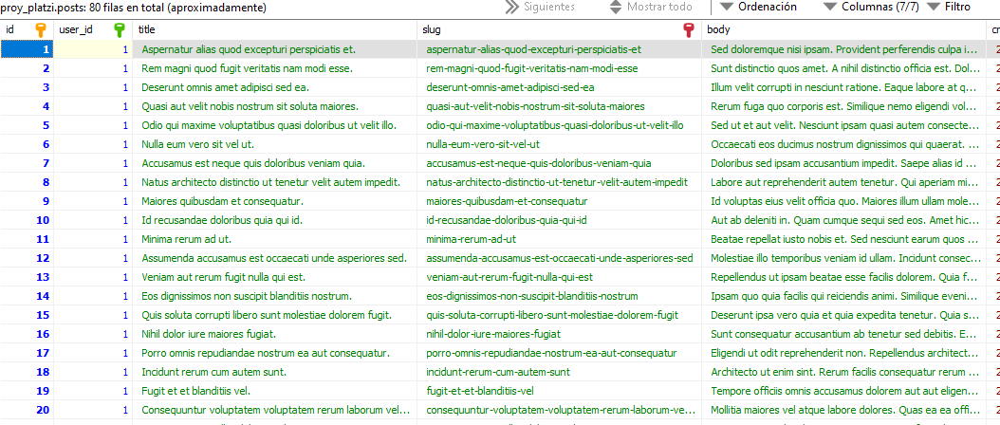 proy_platzi.posts: 80 filas en total (aproximadamente) Siguientes Mostrar todo Ordenación Columnas (7/7) Filtro
id user_id title slug body
1 1 Aspernatur alias quod excepturi perspiciatis et. aspernatur-alias-quod-excepturi-perspiciatis-et Sed doloremque nisi ipsam. Provident perferendis culpa i...
2 1 Rem magni quod fugit veritatis nam modi esse. rem-magni-quod-fugit-veritatis-nam-modi-esse Sunt distinctio quos amet. A nihil distinctio officia est. Dol...
3 1 Deserunt omnis amet adipisci sed ea. deserunt-omnis-amet-adipisci-sed-ea Illum velit corrupti in nesciunt ratione. Eaque labore at q...
4 1 Quasi aut velit nobis nostrum sit soluta maiores. quasi-aut-velit-nobis-nostrum-sit-soluta-maiores Rerum fuga quo corporis est. Similique nemo eligendi vol...
5 1 Odio qui maxime voluptatibus quasi doloribus ut velit illo. odio-qui-maxime-voluptatibus-quasi-doloribus-ut-velit-illo Sed ut et aut velit. Nesciunt ipsam quasi autem consecte...
6 1 Nulla eum vero sit vel ut. nulla-eum-vero-sit-vel-ut Occaecati eos ducimus nostrum dignissimos qui quaerat. ...
7 1 Accusamus est neque quis doloribus veniam quia. accusamus-est-neque-quis-doloribus-veniam-quia Doloribus sed ipsam accusantium impedit. Saepe alias id ...
8 1 Natus architecto distinctio ut tenetur velit autem impedit. natus-architecto-distinctio-ut-tenetur-velit-autem-impedit Labore aut reprehenderit autem tenetur. Qui aperiam mi...
9 1 Maiores quibusdam et consequatur. maiores-quibusdam-et-consequatur Id voluptas eius velit officia quo. Maiores illum ullam mole...
10 1 Id recusandae doloribus quia qui id. id-recusandae-doloribus-quia-qui-id Aut ab deleniti in. Quam cumque sequi sed eos. Amet hic...
11 1 Minima rerum ad ut. minima-rerum-ad-ut Beatae repellat iusto nobis et. Sed nesciunt earum quos ...
12 1 Assumenda accusamus est occaecati unde asperiores sed. assumenda-accusamus-est-occaecati-unde-asperiores-sed Molestiae illo temporibus veniam id ullam. Incidunt consec...
13 1 Veniam aut rerum fugit nulla qui est. veniam-aut-rerum-fugit-nulla-qui-est Repellendus ut ipsam beatae esse facilis dolorem. Quia f...
14 1 Eos dignissimos non suscipit blanditiis nostrum. eos-dignissimos-non-suscipit-blanditiis-nostrum Ipsam quo quia facilis qui reiciendis animi. Similique eveni...
15 1 Quis soluta corrupti libero sunt molestiae dolorem fugit. quis-soluta-corrupti-libero-sunt-molestiae-dolorem-fugit Deserunt ipsa vero quia et quia expedita tenetur. Quia s...
16 1 Nihil dolor iure maiores fugiat. nihil-dolor-iure-maiores-fugiat Sunt consequatur accusantium ab tenetur sed debitis. E...
17 1 Porro omnis repudiandae nostrum ea aut consequatur. porro-omnis-repudiandae-nostrum-ea-aut-consequatur Eligendi ut odit reprehenderit non. Repellendus architect...
18 1 Incidunt rerum cum autem sunt. incidunt-rerum-cum-autem-sunt Architecto ut enim sint. Rerum facilis consequatur rerum ...
19 1 Fugit et et blanditiis vel. fugit-et-et-blanditiis-vel Tempore officiis omnis accusamus dolorem aut aut eligen...
20 1 Consequuntur voluptatem voluptatem rerum laborum vel... consequuntur-voluptatem-voluptatem-rerum-laborum-ve... Mollitia maiores vel atque labore dolores. Quas ea ea offi...